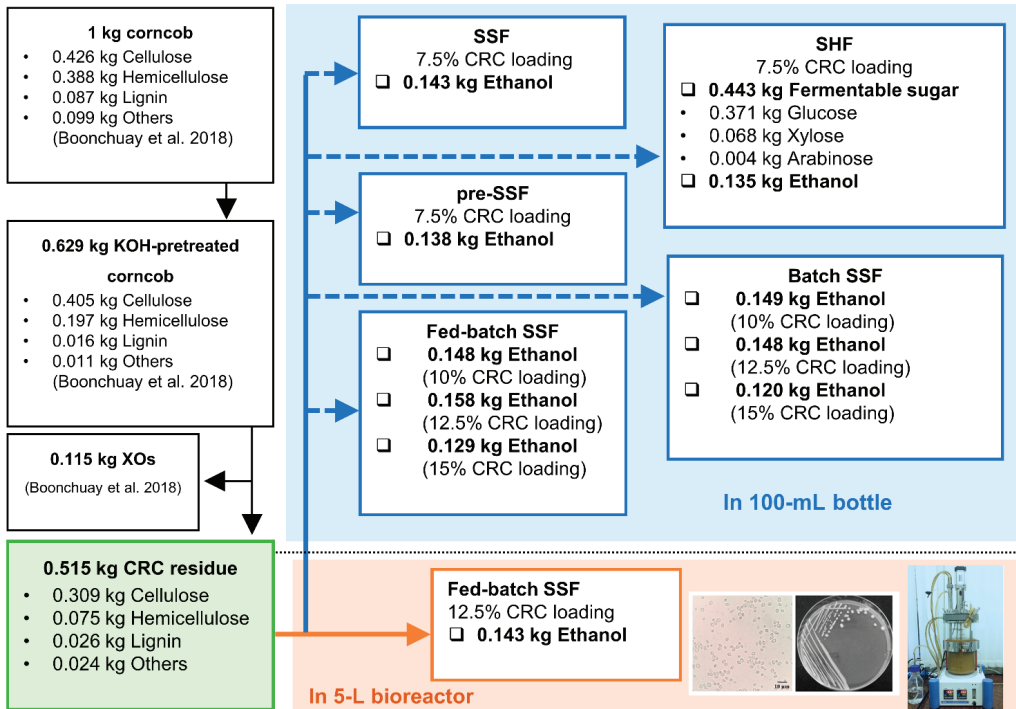 1 kg corncob
• 0.426 kg Cellulose
• 0.388 kg Hemicellulose
• 0.087 kg Lignin
• 0.099 kg Others
(Boonchuay et al. 2018)
0.629 kg KOH-pretreated
corncob
• 0.405 kg Cellulose
• 0.197 kg Hemicellulose
• 0.016 kg Lignin
• 0.011 kg Others
(Boonchuay et al. 2018)
0.115 kg XOs
(Boonchuay et al. 2018)
0.515 kg CRC residue
• 0.309 kg Cellulose
• 0.075 kg Hemicellulose
• 0.026 kg Lignin
• 0.024 kg Others
SSF
7.5% CRC loading
❑ 0.143 kg Ethanol
SHF
7.5% CRC loading
❑ 0.443 kg Fermentable sugar
• 0.371 kg Glucose
• 0.068 kg Xylose
• 0.004 kg Arabinose
❑ 0.135 kg Ethanol
pre-SSF
7.5% CRC loading
❑ 0.138 kg Ethanol
Batch SSF
❑ 0.149 kg Ethanol
(10% CRC loading)
❑ 0.148 kg Ethanol
(12.5% CRC loading)
❑ 0.120 kg Ethanol
(15% CRC loading)
Fed-batch SSF
❑ 0.148 kg Ethanol
(10% CRC loading)
❑ 0.158 kg Ethanol
(12.5% CRC loading)
❑ 0.129 kg Ethanol
(15% CRC loading)
In 100-mL bottle
Fed-batch SSF
12.5% CRC loading
❑ 0.143 kg Ethanol
In 5-L bioreactor
10 µm